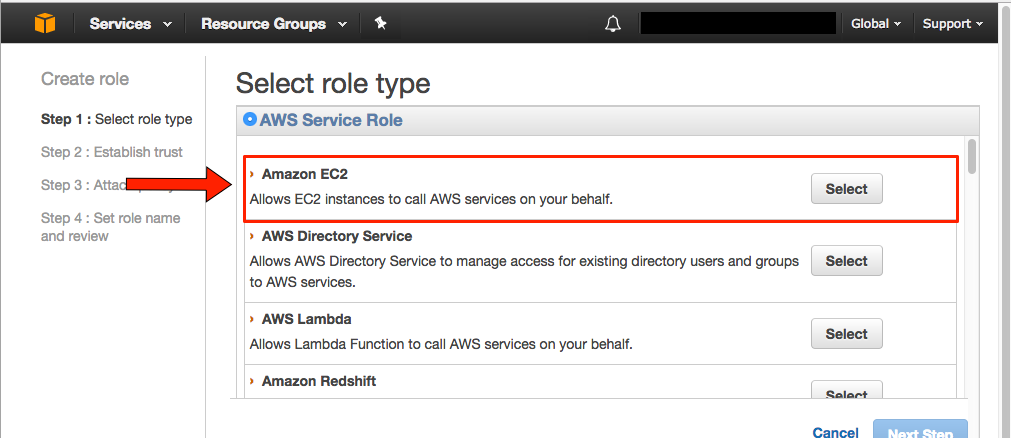 Services Resource Groups Global Support
Create role
Step 1 : Select role type
Step 2 : Establish trust
Step 3 :
Step 4 : Set role name
and review
Select role type
AWS Service Role
Amazon EC2
Allows EC2 instances to call AWS services on your behalf.
Select
AWS Directory Service
Allows AWS Directory Service to manage access for existing directory users and groups
to AWS services.
Select
AWS Lambda
Allows Lambda Function to call AWS services on your behalf.
Select
Amazon Redshift
Select
Cancel Next Step